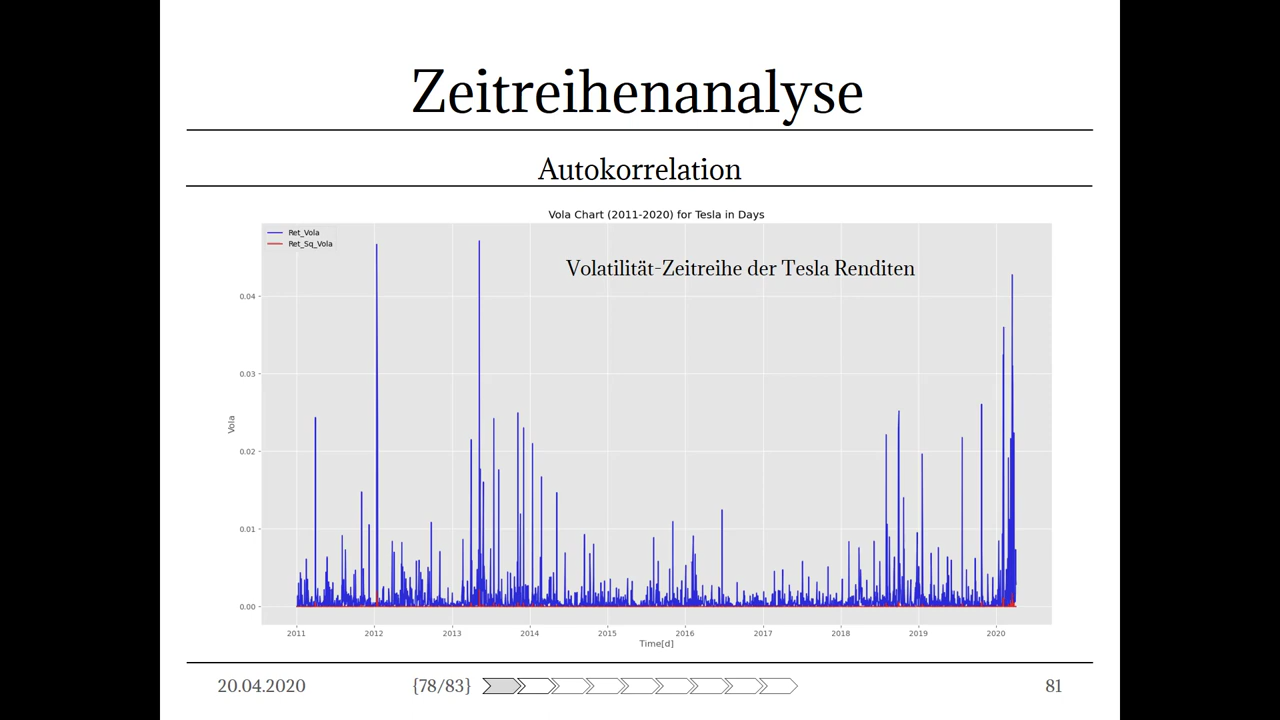 Zeitreihenanalyse
Autokorrelation
Vola Chart (2011-2020) for Tesla in Days
Ret_Vola
Ret_Sq_Vola
Volatilität-Zeitreihe der Tesla Renditen
0.04
0.03
0.02
0.01
0.00
Vola
2011 2012 2013 2014 2015 2016 2017 2018 2019 2020
Time[d]
20.04.2020 {78/83} 81